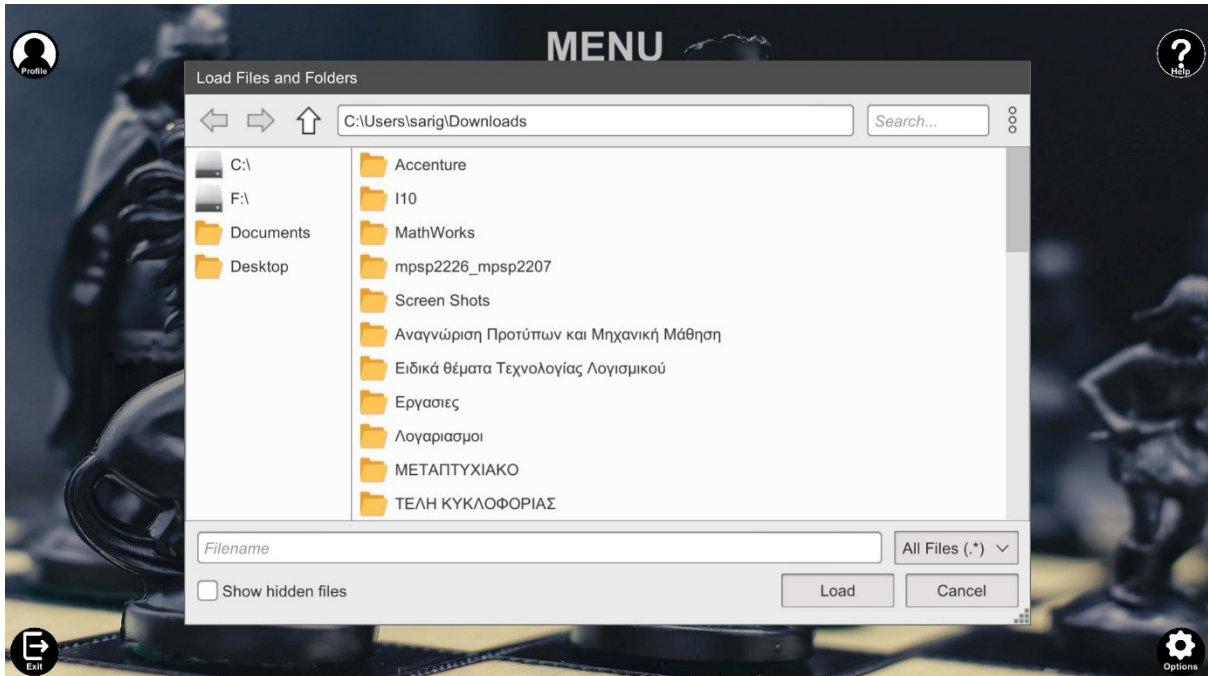 MENU
Profile
Help
Load Files and Folders
C:\Users\sarig\Downloads
Search...
C:\
F:\
Documents
Desktop
Accenture
I10
MathWorks
mpsp2226_mpsp2207
Screen Shots
Αναγνώριση Προτύπων και Μηχανική Μάθηση
Ειδικά θέματα Τεχνολογίας Λογισμικού
Εργασιες
Λογαριασμοι
ΜΕΤΑΠΤΥΧΙΑΚΟ
ΤΕΛΗ ΚΥΚΛΟΦΟΡΙΑΣ
Filename
All Files (.*)
Show hidden files
Load
Cancel
Exit
Options